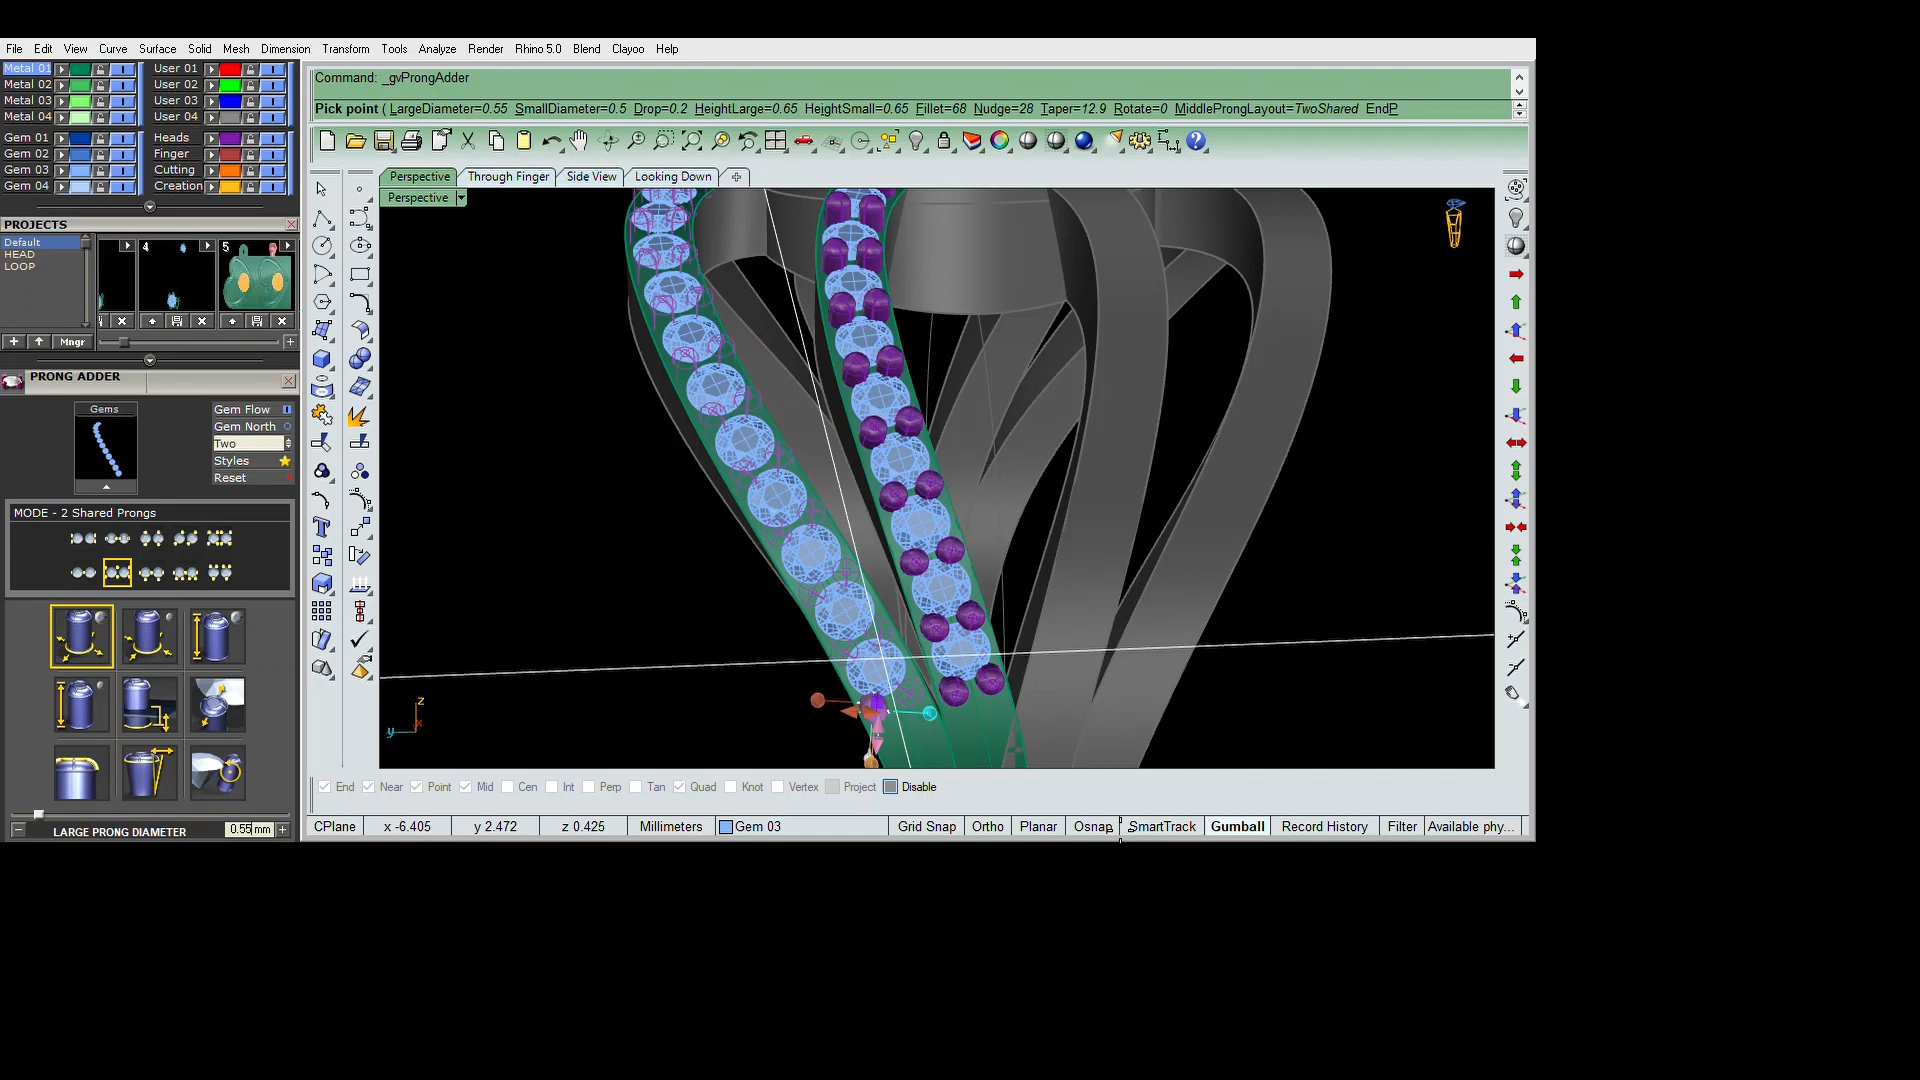 File Edit View Curve Surface Solid Mesh Dimension Transform Tools Analyze Render Rhino 5.0 Blend Clayoo Help
Metal 01 User 01
Metal 02 User 02
Metal 03 User 03
Metal 04 User 04
Gem 01 Heads
Gem 02 Finger
Gem 03 Cutting
Gem 04 Creation
Command: _gvProngAdder
Pick point ( LargeDiameter=0.55 SmallDiameter=0.5 Drop=0.2 HeightLarge=0.65 HeightSmall=0.65 Fillet=68 Nudge=28 Taper=12.9 Rotate=0 MiddleProngLayout=TwoShared EndP
Perspective Through Finger Side View Looking Down
Perspective
PROJECTS
Default
HEAD
LOOP
4 5
Mngr
PRONG ADDER
Gems
Gem Flow
Gem North
Two
Styles
Reset
MODE - 2 Shared Prongs
LARGE PRONG DIAMETER 0.55 mm
z
y x
End Near Point Mid Cen Int Perp Tan Quad Knot Vertex Project Disable
CPlane x -6.405 y 2.472 z 0.425 Millimeters Gem 03 Grid Snap Ortho Planar Osnap SmartTrack Gumball Record History Filter Available phy...